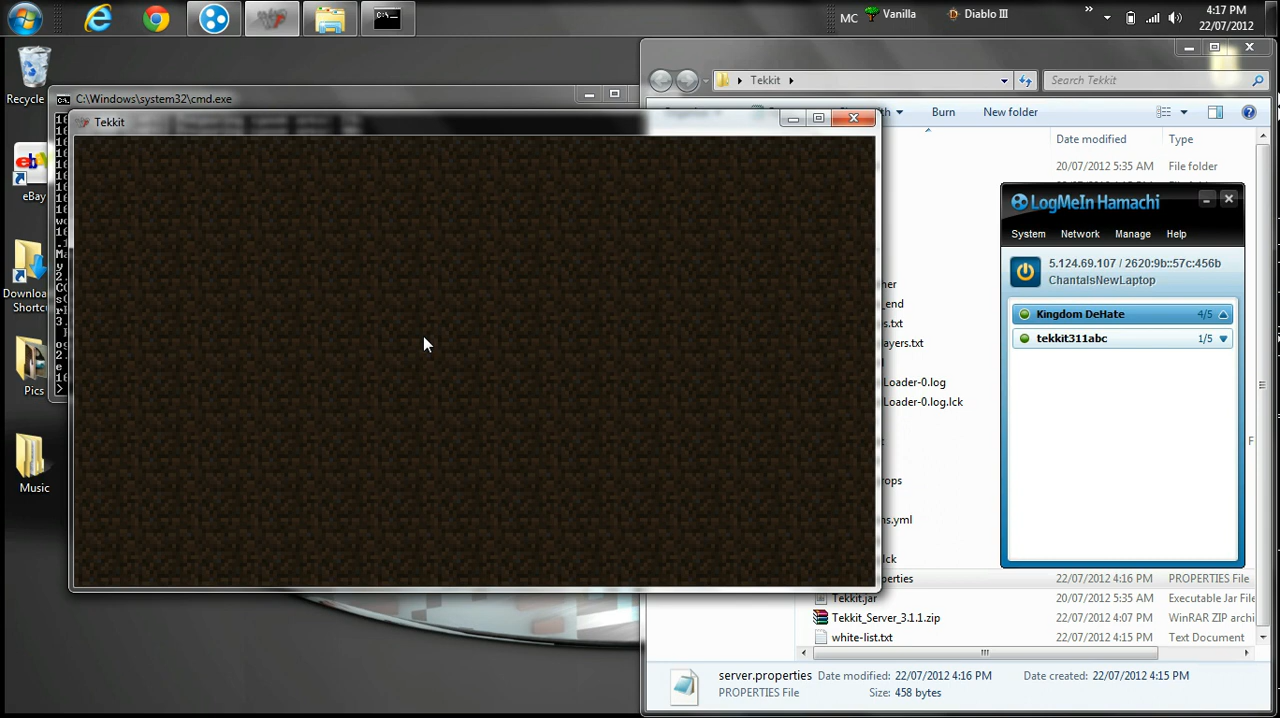 MC
Vanilla
Diablo III
»
4:17 PM
22/07/2012
Recycle
eBay
Downloa
Shortc
Pics
Music
C:\Windows\system32\cmd.exe
Tekkit
Tekkit
Search Tekkit
Burn
New folder
Date modified
Type
20/07/2012 5:35 AM
File folder
_end
s.txt
ayers.txt
Loader-0.log
Loader-0.log.lck
ops
ns.yml
lck
perties
22/07/2012 4:16 PM
PROPERTIES File
Tekkit.jar
20/07/2012 5:35 AM
Executable Jar File
Tekkit_Server_3.1.1.zip
22/07/2012 4:07 PM
WinRAR ZIP archi
white-list.txt
22/07/2012 4:15 PM
Text Document
server.properties
Date modified: 22/07/2012 4:16 PM
Date created: 22/07/2012 4:15 PM
PROPERTIES File
Size: 458 bytes
LogMeIn Hamachi
System Network Manage Help
5.124.69.107 / 2620:9b::57c:456b
ChantalsNewLaptop
Kingdom DeHate 4/5
tekkit311abc 1/5